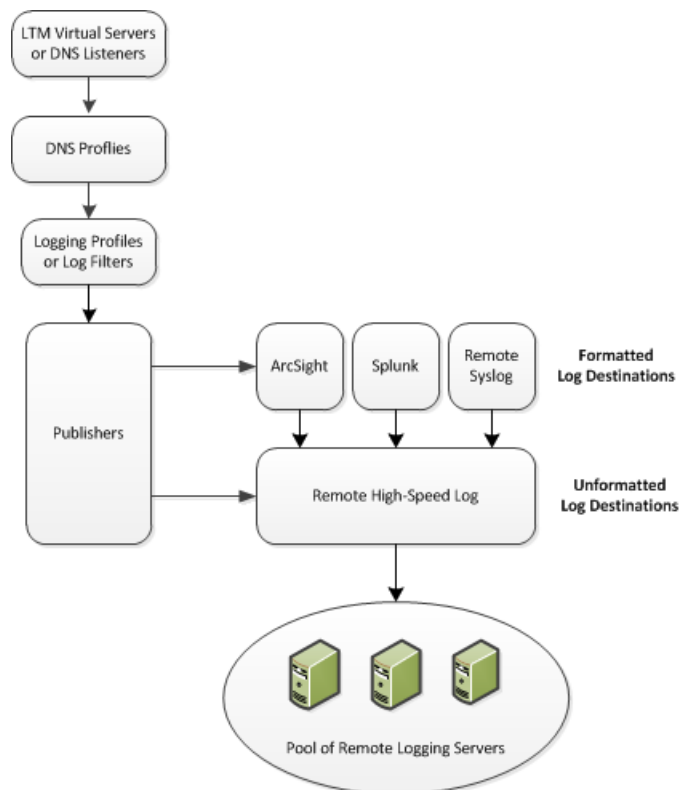 LTM Virtual Servers
or DNS Listeners
DNS Proflies
Logging Profiles
or Log Filters
Publishers
ArcSight
Splunk
Remote
Syslog
Formatted
Log Destinations
Remote High-Speed Log
Unformatted
Log Destinations
Pool of Remote Logging Servers